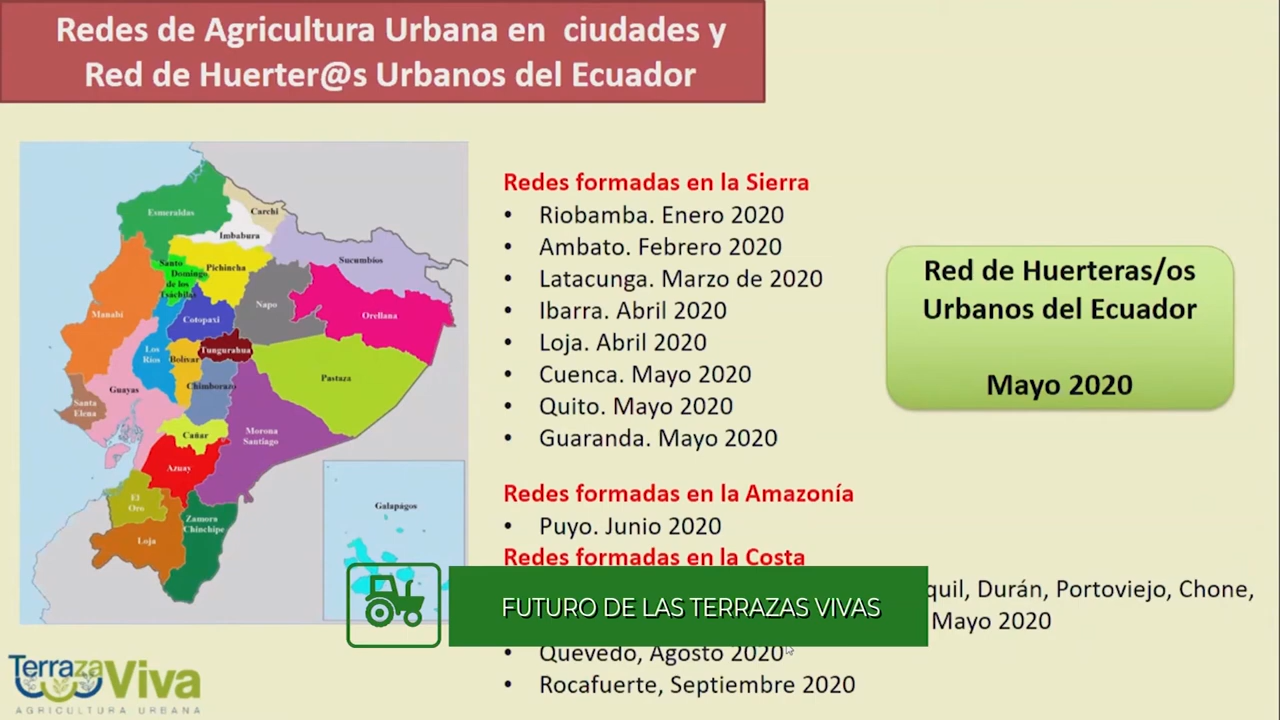 Redes de Agricultura Urbana en ciudades y
Red de Huerter@s Urbanos del Ecuador
Esmeraldas
Carchi
Imbabura
Santo
Domingo
de los
Tsáchilas
Pichincha
Sucumbíos
Manabí
Napo
Orellana
Cotopaxi
Los
Ríos
Bolívar
Tungurahua
Pastaza
Guayas
Chimborazo
Santa
Elena
Cañar
Morona
Santiago
Azuay
El
Oro
Zamora
Chinchipe
Loja
Galapágos
Redes formadas en la Sierra
• Riobamba. Enero 2020
• Ambato. Febrero 2020
• Latacunga. Marzo de 2020
• Ibarra. Abril 2020
• Loja. Abril 2020
• Cuenca. Mayo 2020
• Quito. Mayo 2020
• Guaranda. Mayo 2020
Redes formadas en la Amazonía
• Puyo. Junio 2020
Redes formadas en la Costa
quil, Durán, Portoviejo, Chone,
Mayo 2020
• Quevedo, Agosto 2020
• Rocafuerte, Septiembre 2020
Red de Huerteras/os
Urbanos del Ecuador
Mayo 2020
FUTURO DE LAS TERRAZAS VIVAS
Terraza Viva
AGRICULTURA URBANA